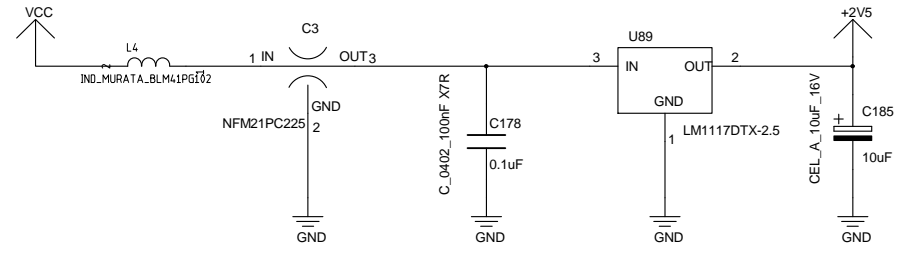 VCC
+2V5
C3
L4
U89
1 IN
OUT 3
3
IN
OUT
2
IND_MURATA_BLM41PG102
2
1
GND
GND
C_0402_100nF X7R
CEL_A_10uF_16V
+
C185
NFM21PC225
2
C178
1
LM1117DTX-2.5
0.1uF
10uF
GND
GND
GND
GND